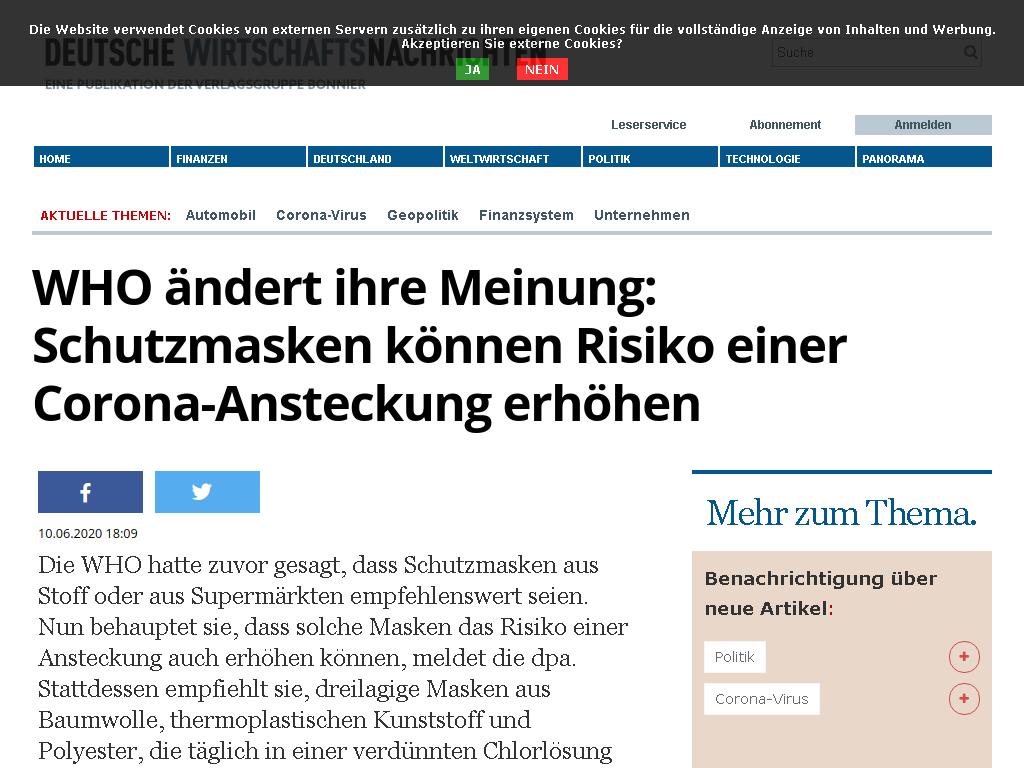 Die Website verwendet Cookies von externen Servern zusätzlich zu ihren eigenen Cookies für die vollständige Anzeige von Inhalten und Werbung.
Akzeptieren Sie externe Cookies?
JA NEIN
DEUTSCHE WIRTSCHAFTSNACHRICHTEN
Suche
EINE PUBLIKATION DER VERLAGSGRUPPE BONNIER
Leserservice Abonnement Anmelden
HOME FINANZEN DEUTSCHLAND WELTWIRTSCHAFT POLITIK TECHNOLOGIE PANORAMA
AKTUELLE THEMEN: Automobil Corona-Virus Geopolitik Finanzsystem Unternehmen
WHO ändert ihre Meinung:
Schutzmasken können Risiko einer
Corona-Ansteckung erhöhen
10.06.2020 18:09
Die WHO hatte zuvor gesagt, dass Schutzmasken aus
Stoff oder aus Supermärkten empfehlenswert seien.
Nun behauptet sie, dass solche Masken das Risiko einer
Ansteckung auch erhöhen können, meldet die dpa.
Stattdessen empfiehlt sie, dreilagige Masken aus
Baumwolle, thermoplastischen Kunststoff und
Polyester, die täglich in einer verdünnten Chlorlösung
Mehr zum Thema.
Benachrichtigung über
neue Artikel:
Politik +
Corona-Virus +